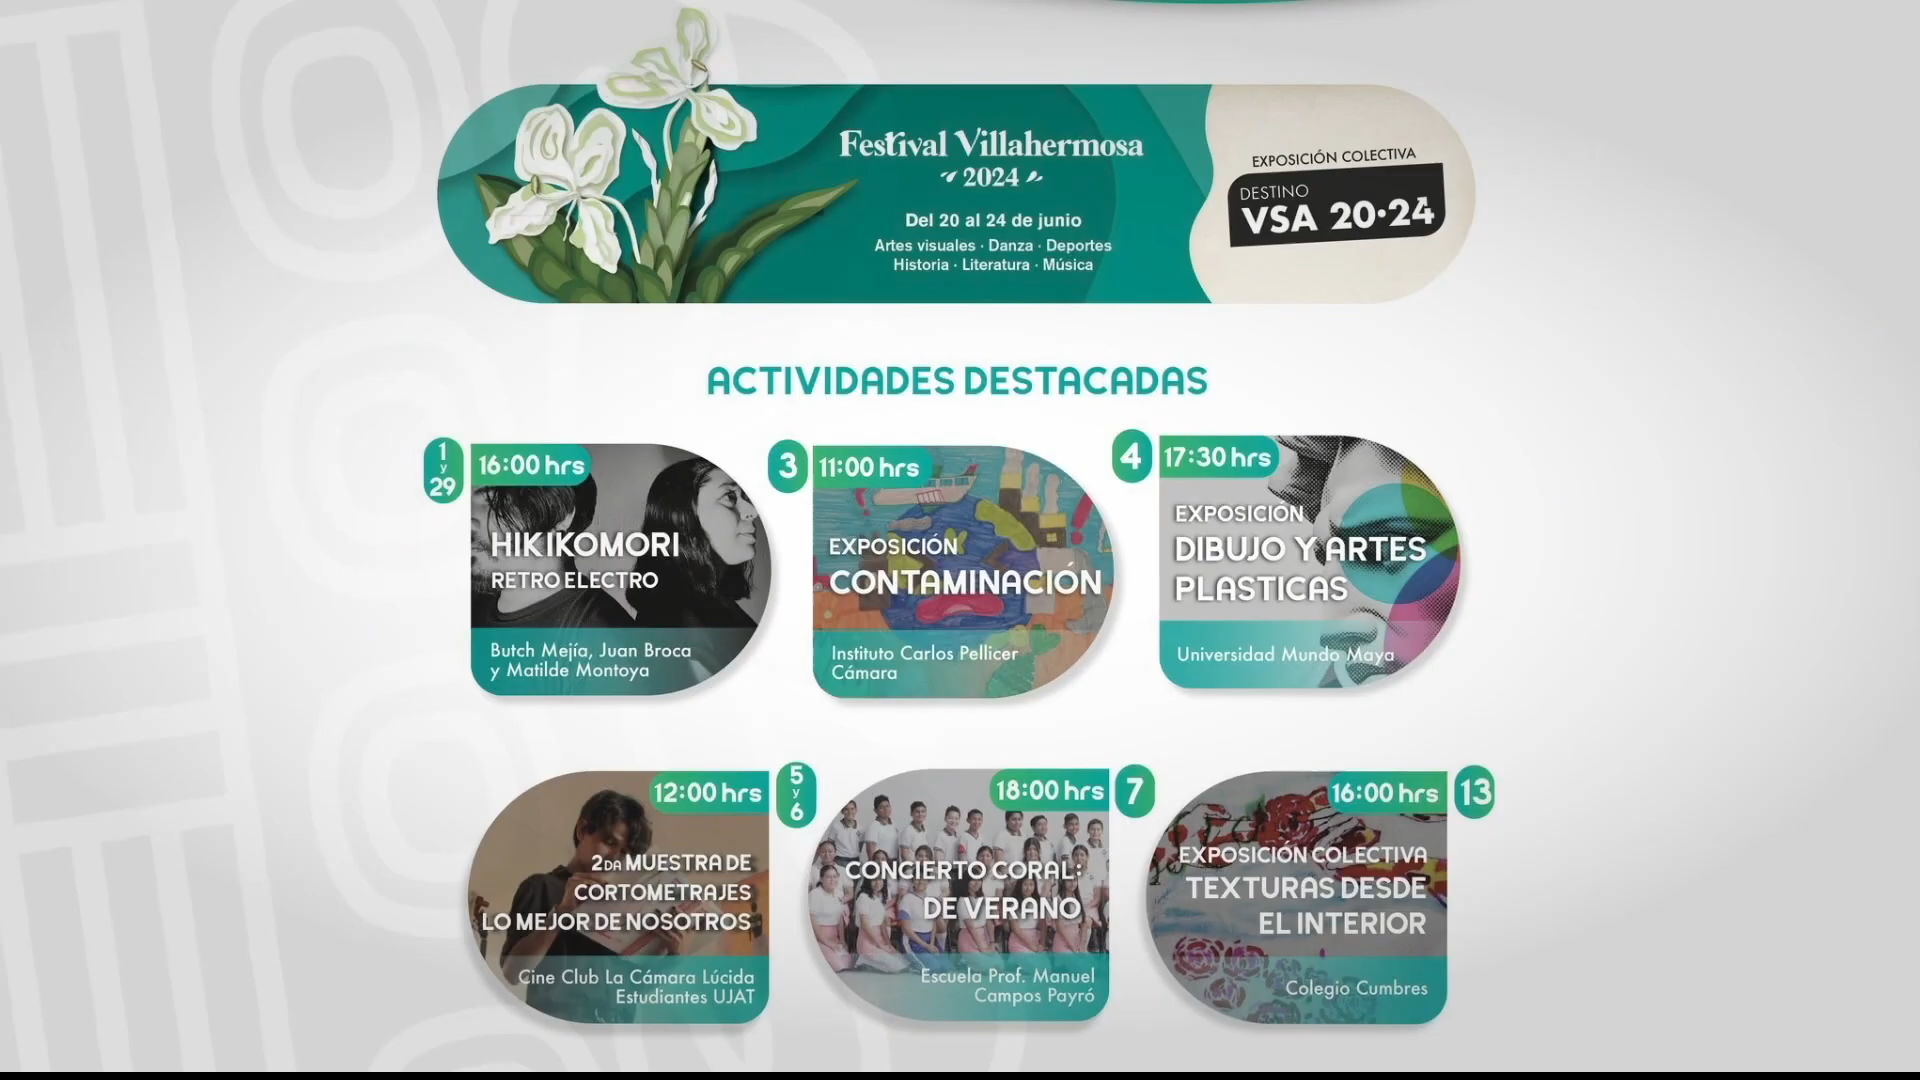 Festival Villahermosa
2024
Del 20 al 24 de junio
Artes visuales · Danza · Deportes
Historia · Literatura · Música
EXPOSICIÓN COLECTIVA
DESTINO
VSA 20·24
ACTIVIDADES DESTACADAS
1
y
29
16:00 hrs
HIKIKOMORI
RETRO ELECTRO
Butch Mejía, Juan Broca
y Matilde Montoya
3
11:00 hrs
EXPOSICIÓN
CONTAMINACIÓN
Instituto Carlos Pellicer
Cámara
4
17:30 hrs
EXPOSICIÓN
DIBUJO Y ARTES
PLASTICAS
Universidad Mundo Maya
12:00 hrs
5
y
6
2DA MUESTRA DE
CORTOMETRAJES
LO MEJOR DE NOSOTROS
Cine Club La Cámara Lúcida
Estudiantes UJAT
18:00 hrs
7
CONCIERTO CORAL:
DE VERANO
Escuela Prof. Manuel
Campos Payró
16:00 hrs
13
EXPOSICIÓN COLECTIVA
TEXTURAS DESDE
EL INTERIOR
Colegio Cumbres